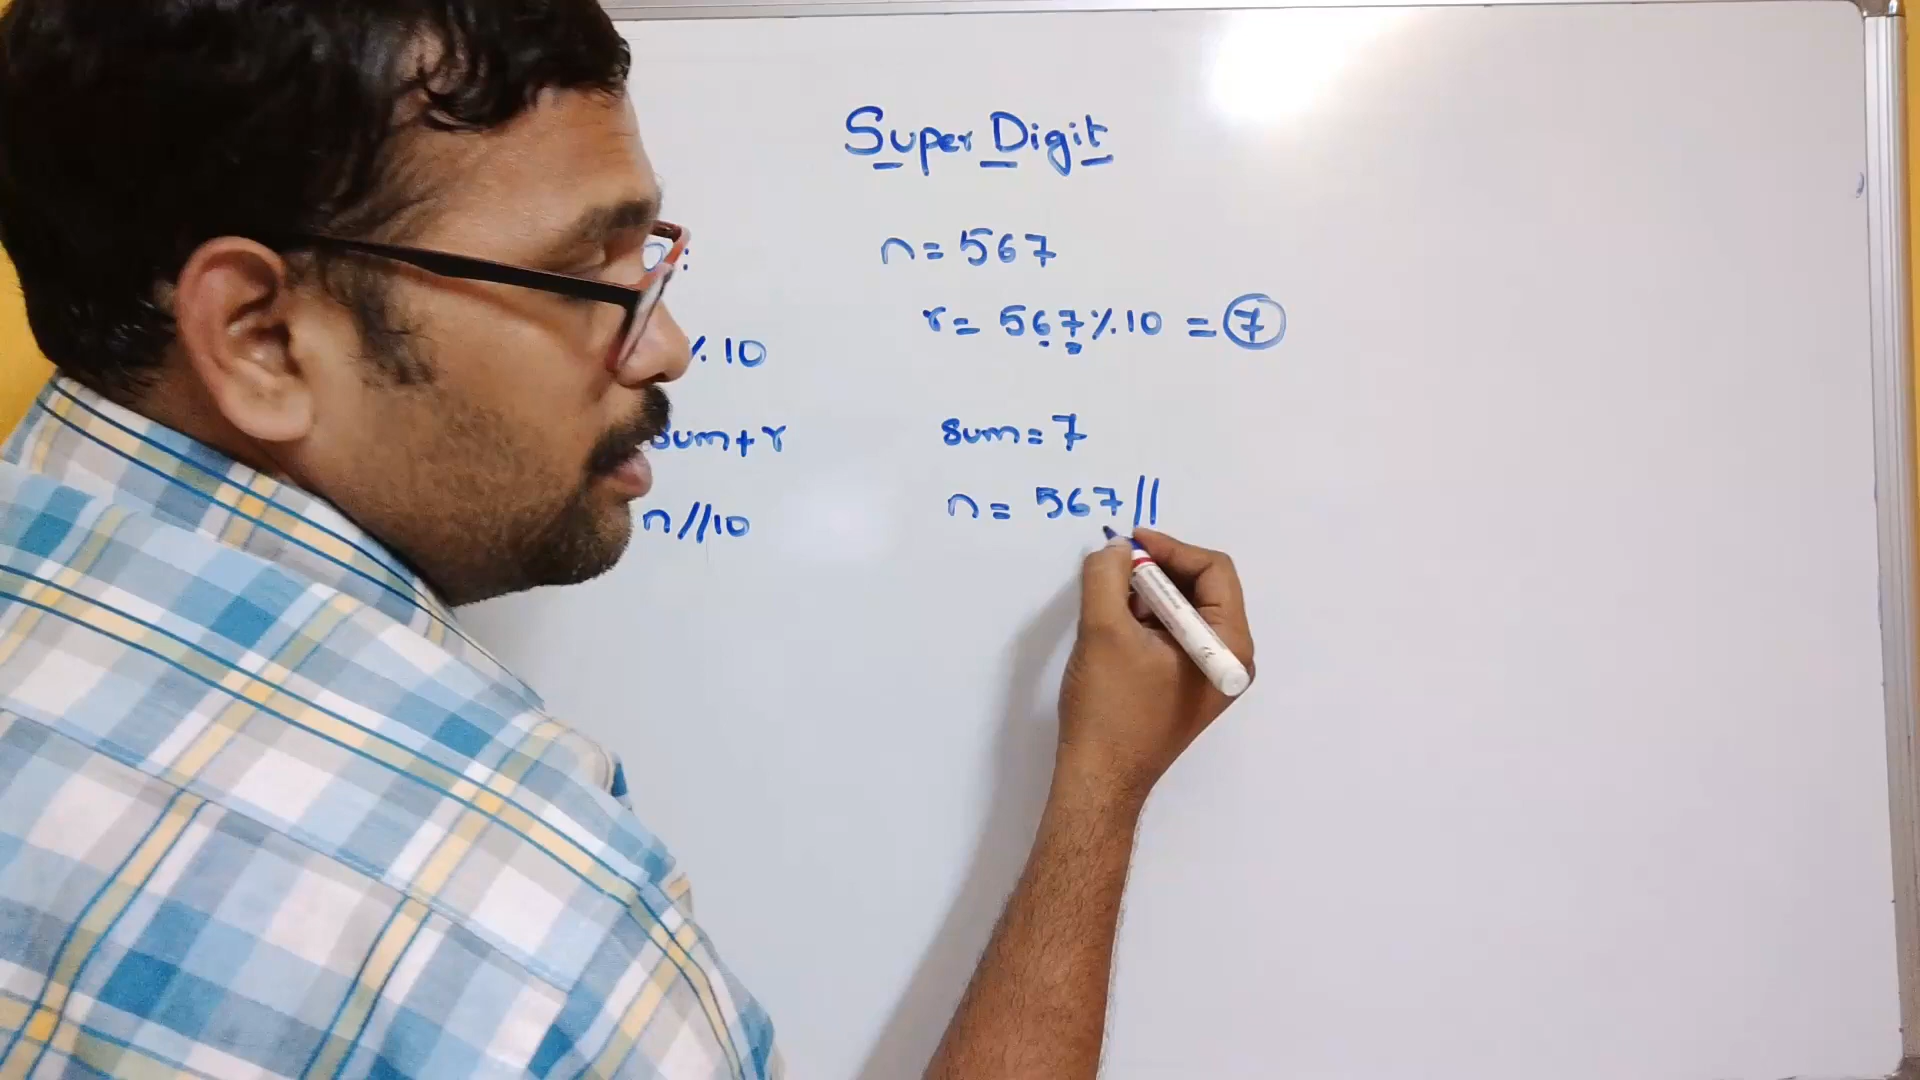 Super Digit
n = 567
r = 567 % 10 = 7
% 10
sum + r
sum = 7
n // 10
n = 567 //